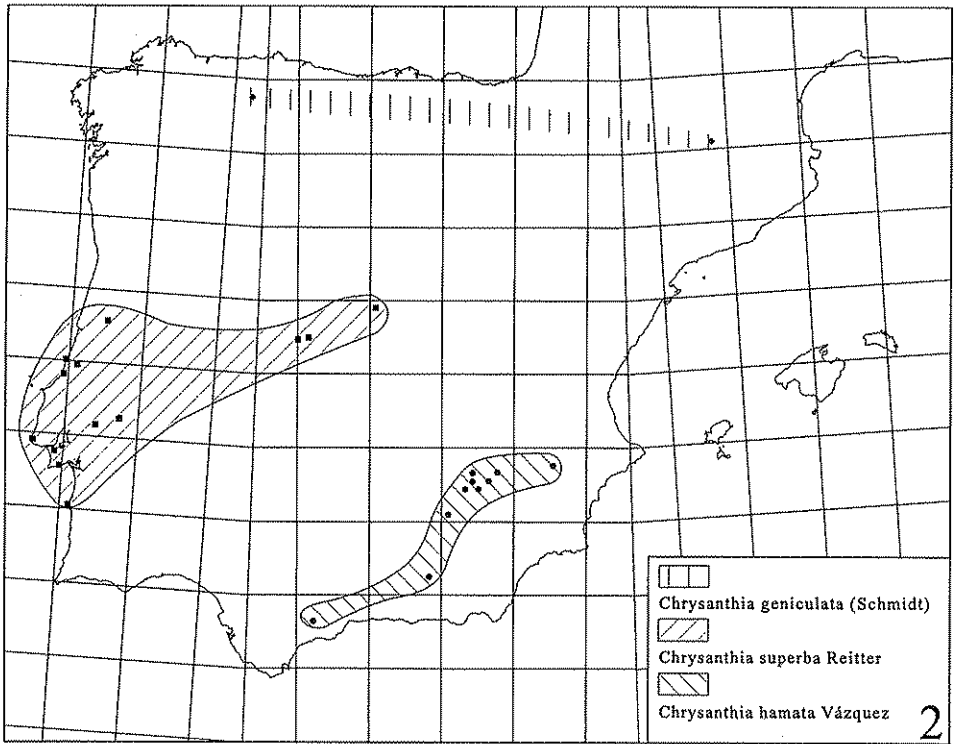 Chrysanthia geniculata (Schmidt)
Chrysanthia superba Reitter
Chrysanthia hamata Vázquez
2